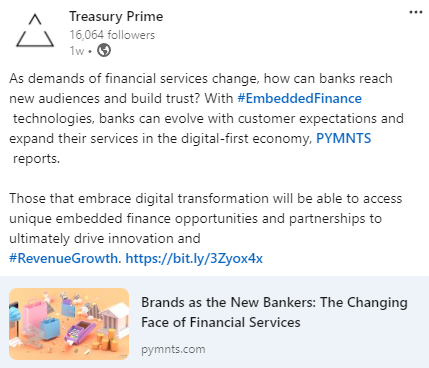 Treasury Prime
16,064 followers
1w •
As demands of financial services change, how can banks reach
new audiences and build trust? With #EmbeddedFinance
technologies, banks can evolve with customer expectations and
expand their services in the digital-first economy, PYMNTS
reports.
Those that embrace digital transformation will be able to access
unique embedded finance opportunities and partnerships to
ultimately drive innovation and
#RevenueGrowth. https://bit.ly/3Zyox4x
Brands as the New Bankers: The Changing
Face of Financial Services
pymnts.com